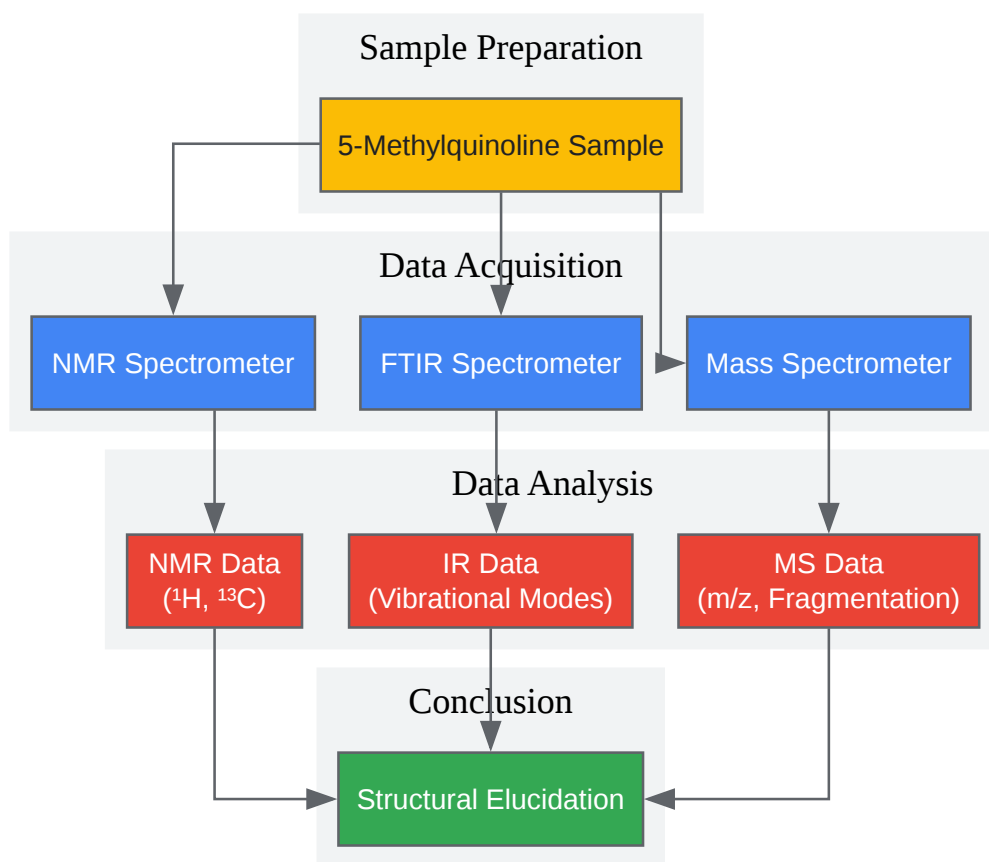 Sample Preparation
5-Methylquinoline Sample
Data Acquisition
NMR Spectrometer
FTIR Spectrometer
Mass Spectrometer
Data Analysis
NMR Data
(¹H, ¹³C)
IR Data
(Vibrational Modes)
MS Data
(m/z, Fragmentation)
Conclusion
Structural Elucidation